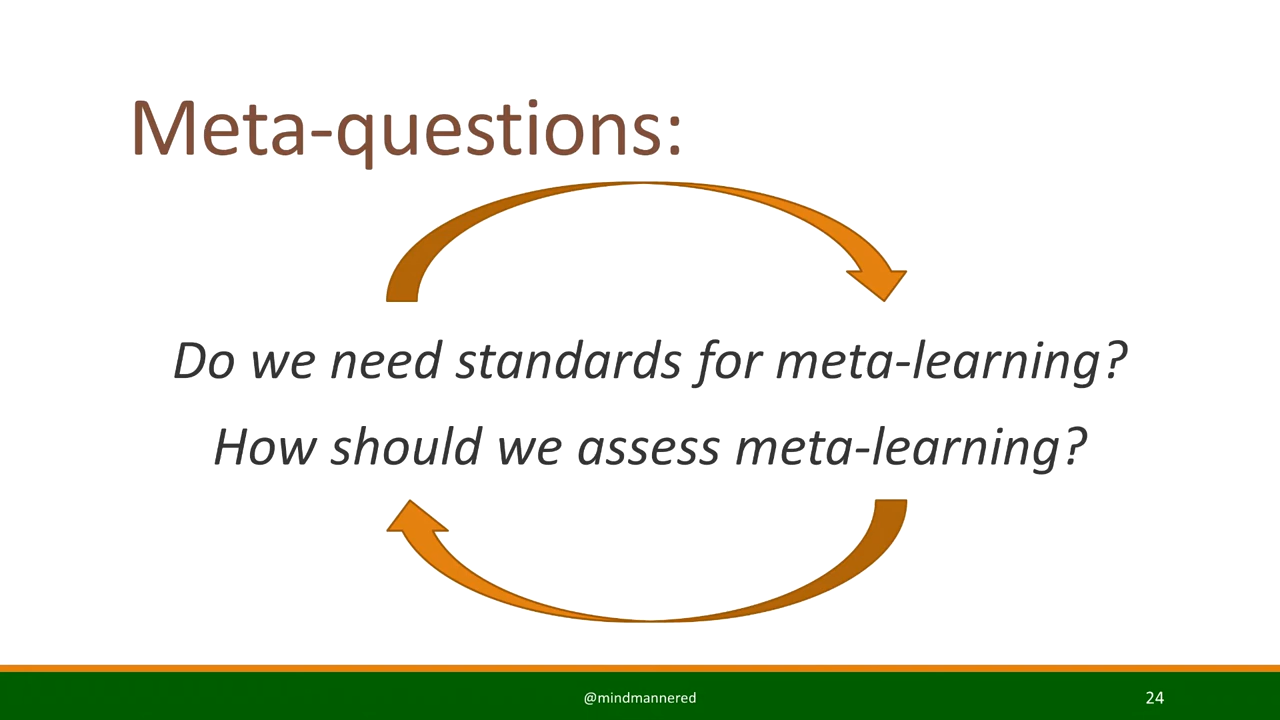 Meta-questions:
Do we need standards for meta-learning?
How should we assess meta-learning?
@mindmannered
24